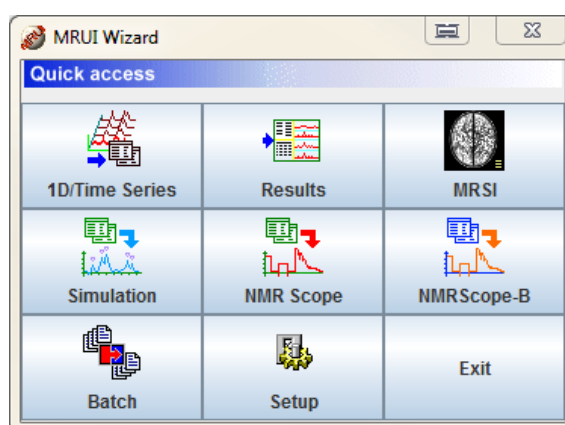 MRUI Wizard
Quick access
1D/Time Series
Results
MRSI
Simulation
NMR Scope
NMRScope-B
Batch
Setup
Exit